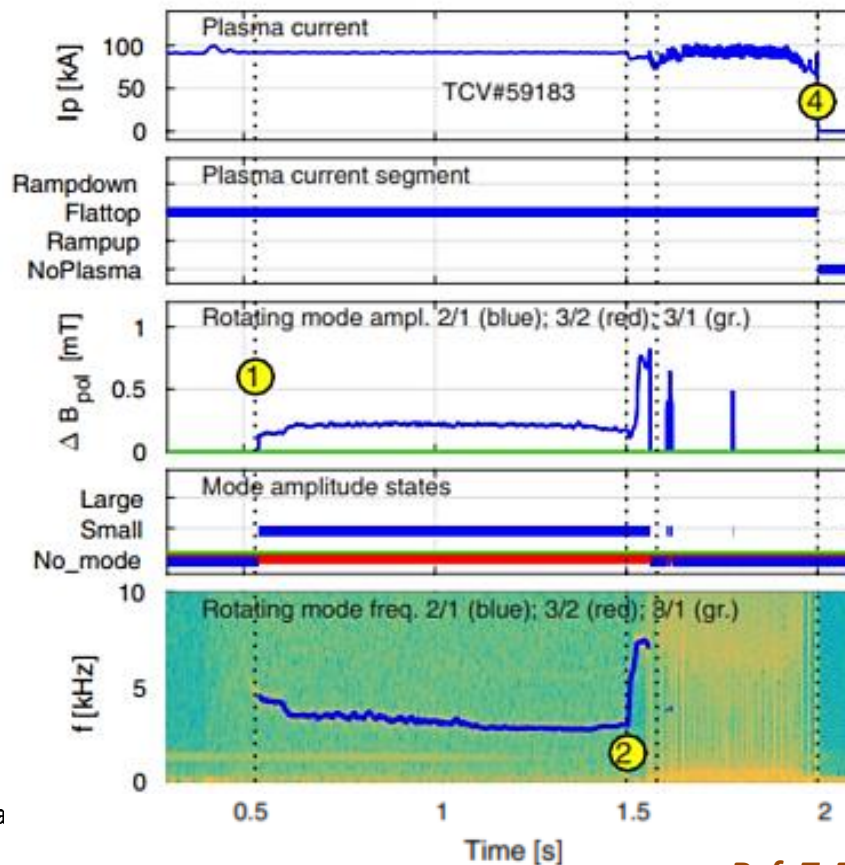 Plasma current
Ip [kA]
100
50
0
TCV#59183
4
Plasma current segment
Rampdown
Flattop
Rampup
NoPlasma
Rotating mode ampl. 2/1 (blue); 3/2 (red); 3/1 (gr.)
Δ B pol [mT]
1
0.5
0
1
Mode amplitude states
Large
Small
No_mode
Rotating mode freq. 2/1 (blue); 3/2 (red); 3/1 (gr.)
f [kHz]
10
5
0
2
0.5 1 1.5 2
Time [s]